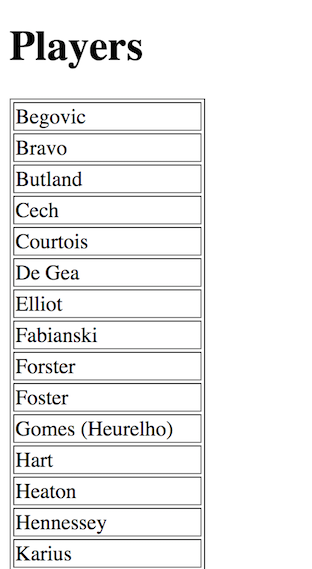 Players
Begovic
Bravo
Butland
Cech
Courtois
De Gea
Elliot
Fabianski
Forster
Foster
Gomes (Heurelho)
Hart
Heaton
Hennessey
Karius